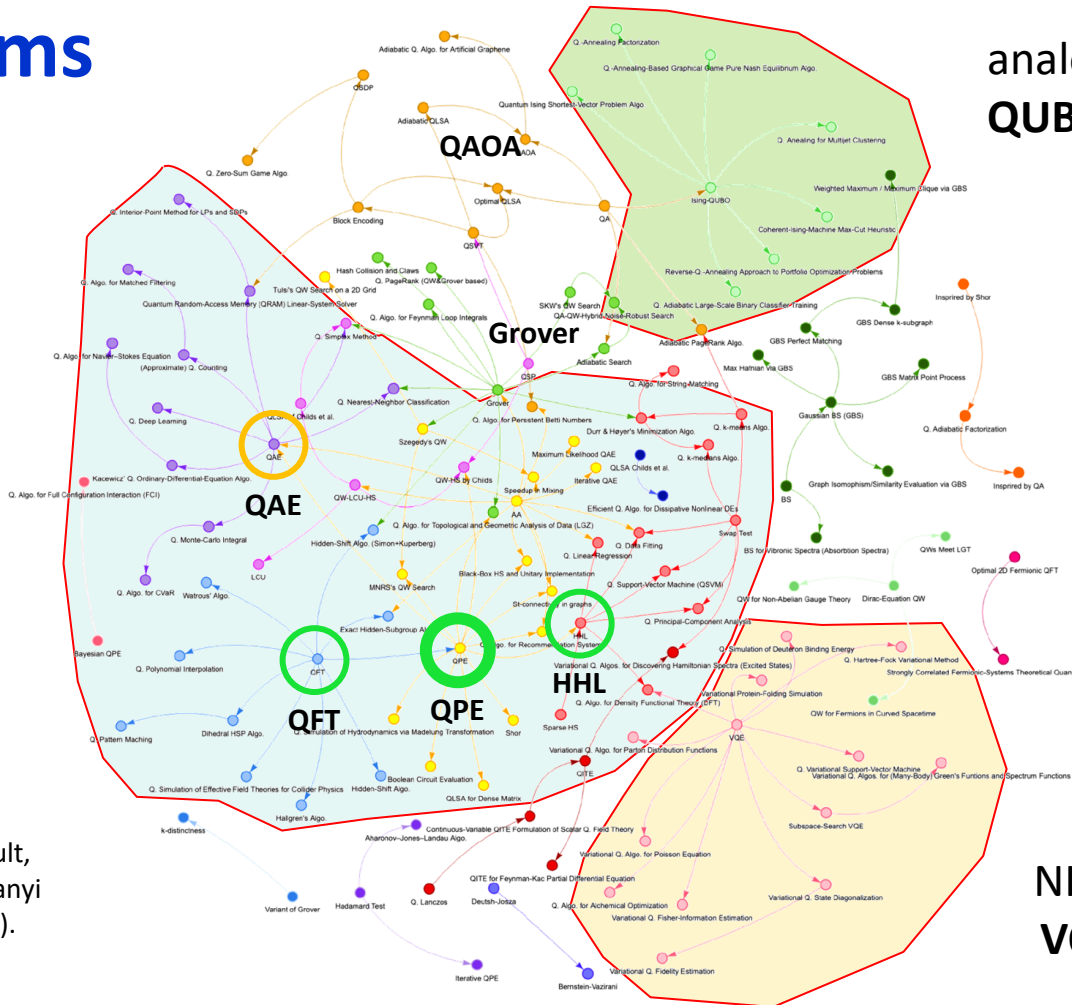 ms
analo
QUB
Adiabatic Q. Algo. for Artificial Graphene
Q.-Annealing Factorization
Q.-Annealing-Based Graphical Game Pure Nash Equilibrium Algo.
QSDP
Quantum Ising Shortest-Vector Problem Algo.
Adiabatic QLSA
QAOA
Q. Anealing for Multijet Clustering
Q. Zero-Sum Game Algo.
Weighted Maximum / Maximum Clique via GBS
Optimal QLSA
Ising-QUBO
Q. Interior-Point Method for LPs and SDPs
Block Encoding
QA
Coherent-Ising-Machine Max-Cut Heuristic
QSVT
Hash Collision and Claws
Reverse-Q.-Annealing Approach to Portfolio Optimization Problems
Q. Algo. for Matched Filtering
Q. PageRank (QW&Grover based)
Tulsi's QW Search on a 2D Grid
Insprired by Shor
Quantum Random-Access Memory (QRAM) Linear-System Solver
SKW's QW Search
Q. Adiabatic Large-Scale Binary Classifier Training
Q. Algo. for Feynman Loop Integrals
QA-QW-Hybrid Noise-Robust Search
GBS Dense k-subgraph
Grover
Q. Simplex Method
GBS Perfect Matching
Adiabatic PageRank Algo.
Q. Algo. for Navier–Stokes Equation
(Approximate) Q. Counting
Adiabatic Search
Max Hafnian via GBS
QSP
GBS Matrix Point Process
Q. Algo. for String-Matching
Q. Nearest-Neighbor Classification
Grover
QLSA of Childs et al.
Gaussian BS (GBS)
Q. Deep Learning
Q. Algo. for Persistent Betti Numbers
Durr & Høyer's Minimization Algo.
Q. k-means Algo.
Q. Adiabatic Factorization
Szegedy's QW
Maximum Likelihood QAE
QAE
Q. k-medians Algo.
QLSA Childs et al.
Kacewicz' Q. Ordinary-Differential-Equation Algo.
QW-HS by Childs
Iterative QAE
Inspired by QA
Q. Algo. for Full Configuration Interaction (FCI)
Graph Isomophism/Similarity Evaluation via GBS
QW-LCU-HS
Speedup in Mixing
QAE
BS
Efficient Q. Algo. for Dissipative Nonlinear DEs
AA
Q. Algo. for Topological and Geometric Analysis of Data (LGZ)
Swap Test
Q. Monte-Carlo Integral
Hidden-Shift Algo. (Simon+Kuperberg)
Q. Data Fitting
BS for Vibronic Spectra (Absorbtion Spectra)
QWs Meet LGT
Q. Linear Regression
LCU
Black-Box HS and Unitary Implementation
Optimal 2D Fermionic QFT
Q. Algo. for CVaR
Watrous' Algo.
MNRS's QW Search
Q. Support-Vector Machine (QSVM)
QW for Non-Abelian Gauge Theory
Dirac-Equation QW
St-connectivity in graphs
Q. Principal-Component Analysis
Exact Hidden-Subgroup
HHL
Bayesian QPE
Q. Polynomial Interpolation
Algo. for Recommendation System
Q. Simulation of Deuteron Binding Energy
Q. Hartree-Fock Variational Method
QPE
Variational Q. Algos. for Discovering Hamiltonian Spectra (Excited States)
QFT
Strongly Correlated Fermionic-Systems Theoretical Quan
HHL
Variational Protein-Folding Simulation
Q. Algo. for Density Functional Theory (DFT)
QFT
QPE
QW for Fermions in Curved Spacetime
Sparse HS
Dihedral HSP Algo.
Q. Simulation of Hydrodynamics via Madelung Transformation
Shor
Q. Pattern Maching
VQE
Variational Q. Algo. for Parton Distribution Functions
Q. Variational Support-Vector Machine
QITE
Variational Q. Algos. for (Many-Body) Green's Funtions and Spectrum Functions
Boolean Circuit Evaluation
Q. Simulation of Effective Field Theories for Collider Physics
Hidden-Shift Algo.
QLSA for Dense Matrix
Hallgren's Algo.
Subspace-Search VQE
k-distinctness
Continuous-Variable QITE Formulation of Scalar Q. Field Theory
Aharonov–Jones–Landau Algo.
ult,
Variational Q. Algo. for Poisson Equation
QITE for Feynman-Kac Partial Differential Equation
anyi
NI
Variant of Grover
Hadamard Test
Q. Lanczos
Deutsh-Josza
Q. Algo. for Alchemical Optimization
Variational Q. State Diagonalization
Variational Q. Fisher-Information Estimation
).
VQ
Iterative QPE
Variational Q. Fidelity Estimation
Bernstein-Vazirani